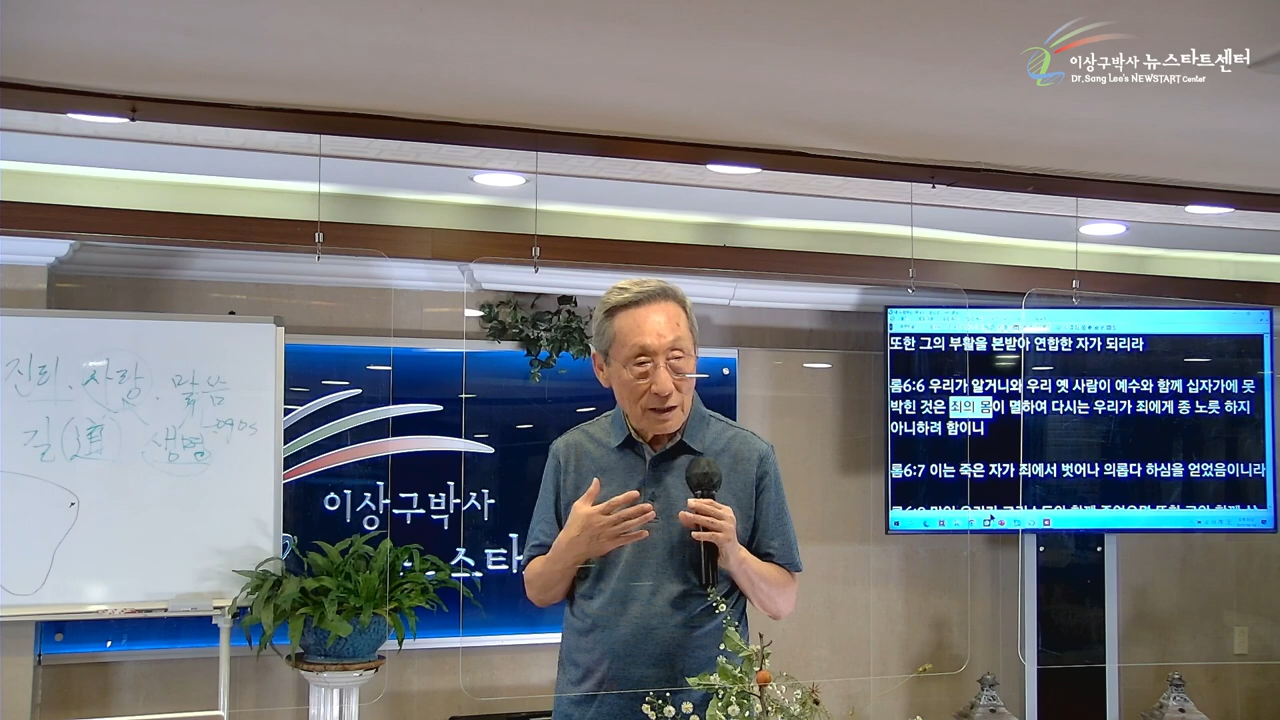 이상구박사 뉴스타트센터
Dr. Sang Lee's NEWSTART Center
진리. 사랑. 말씀
Logos
길(道) 생명
이상구박사
스타
또한 그의 부활을 본받아 연합한 자가 되리라
롬6:6 우리가 알거니와 우리 옛 사람이 예수와 함께 십자가에 못
박힌 것은 죄의 몸이 멸하여 다시는 우리가 죄에게 종 노릇 하지
아니하려 함이니
롬6:7 이는 죽은 자가 죄에서 벗어나 의롭다 하심을 얻었음이니라